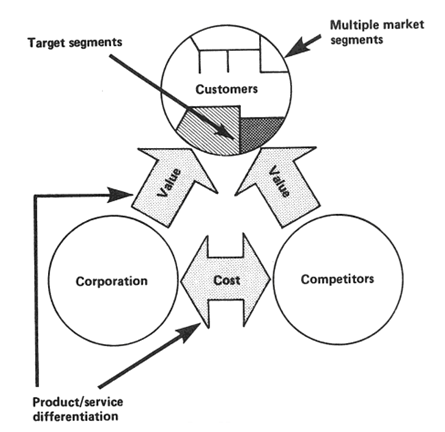 Multiple market
segments
Target segments
Customers
Value
Value
Corporation
Cost
Competitors
Product/service
differentiation